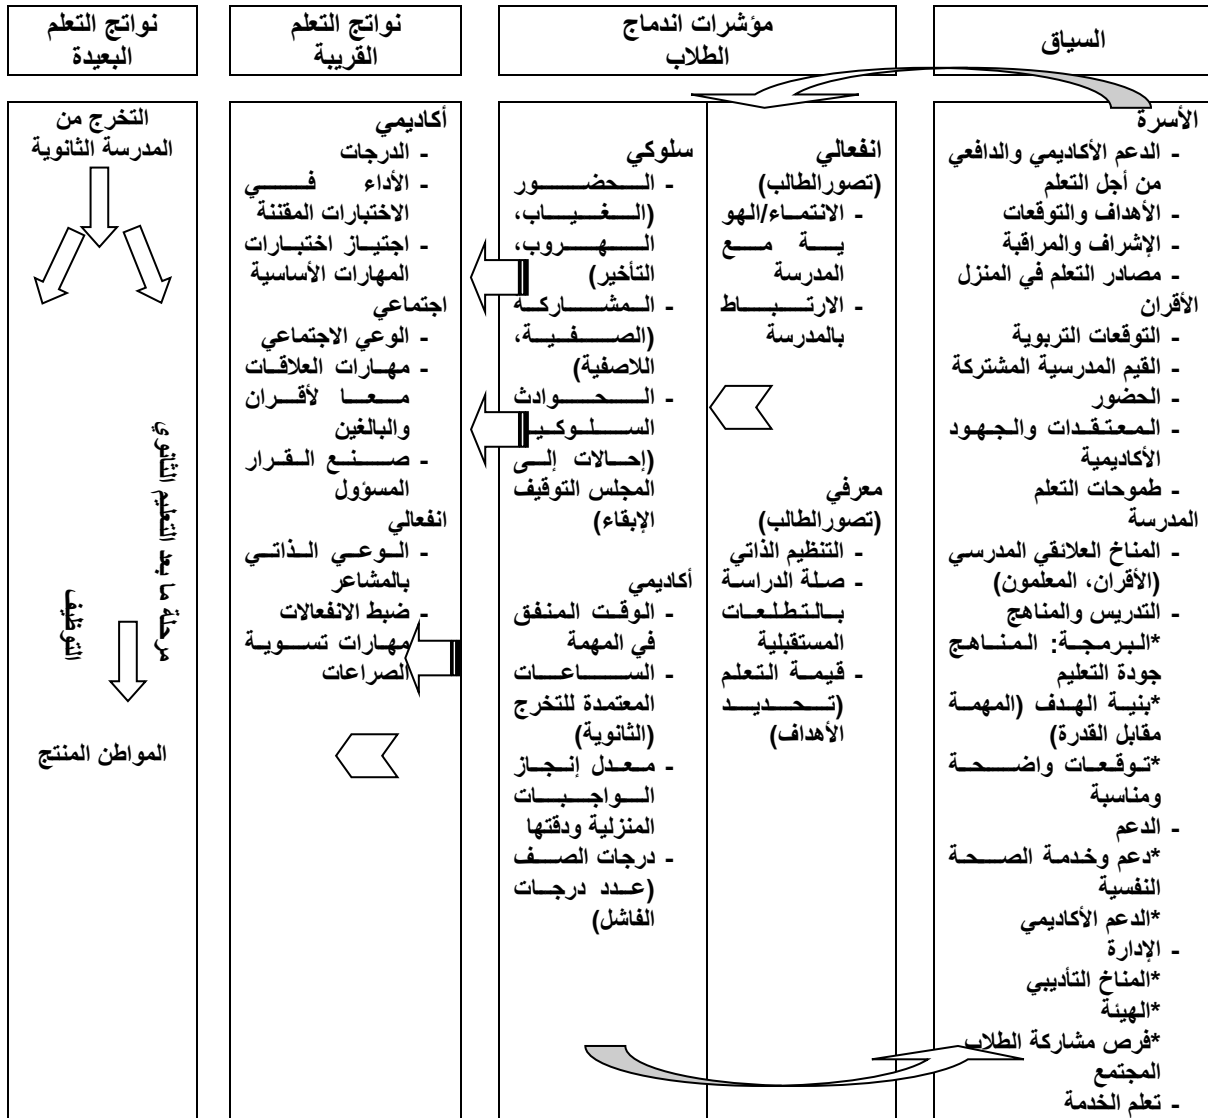 السياق
مؤشرات اندماج
الطلاب
نواتج التعلم
القريبة
نواتج التعلم
البعيدة
الأسرة
- الدعم الأكاديمي والدافعي
من أجل التعلم
- الأهداف والتوقعات
- الإشراف والمراقبة
- مصادر التعلم في المنزل
الأقران
- التوقعات التربوية
- القيم المدرسية المشتركة
- الحضور
- المعتقدات والجهود
الأكاديمية
- طموحات التعلم
المدرسة
- المناخ العلائقي المدرسي
(الأقران، المعلمون)
- التدريس والمناهج
*البرمجة: المناهج
جودة التعليم
*بنية الهدف (المهمة
مقابل القدرة)
*توقعات واضحة
ومناسبة
- الدعم
*دعم وخدمة الصحة
النفسية
*الدعم الأكاديمي
- الإدارة
*المناخ التأديبي
*الهيئة
*فرص مشاركة الطلاب
المجتمع
- تعلم الخدمة
انفعالي
(تصورالطالب)
- الانتماء/الهو
ية مع
المدرسة
- الارتباط
بالمدرسة
معرفي
(تصورالطالب)
- التنظيم الذاتي
- صلة الدراسة
بالتطلعات
المستقبلية
- قيمة التعلم
(تحديد
الأهداف)
سلوكي
- الحضور
(الغياب،
الهروب،
التأخير)
- المشاركة
(الصفية،
اللاصفية)
- الحوادث
السلوكية
(إحالات إلى
المجلس التوقيف
الإبقاء)
أكاديمي
- الوقت المنفق
في المهمة
- الساعات
المعتمدة للتخرج
(الثانوية)
- معدل إنجاز
الواجبات
المنزلية ودقتها
- درجات الصف
(عدد درجات
الفاشل)
أكاديمي
- الدرجات
- الأداء في
الاختبارات المقننة
- اجتياز اختبارات
المهارات الأساسية
اجتماعي
- الوعي الاجتماعي
- مهارات العلاقات
معا لأقران
والبالغين
- صنع القرار
المسؤول
انفعالي
- الوعي الذاتي
بالمشاعر
- ضبط الانفعالات
مهارات تسوية
الصراعات
التخرج من
المدرسة الثانوية
مرحلة ما بعد التعليم الثانوي
التوظيف
المواطن المنتج